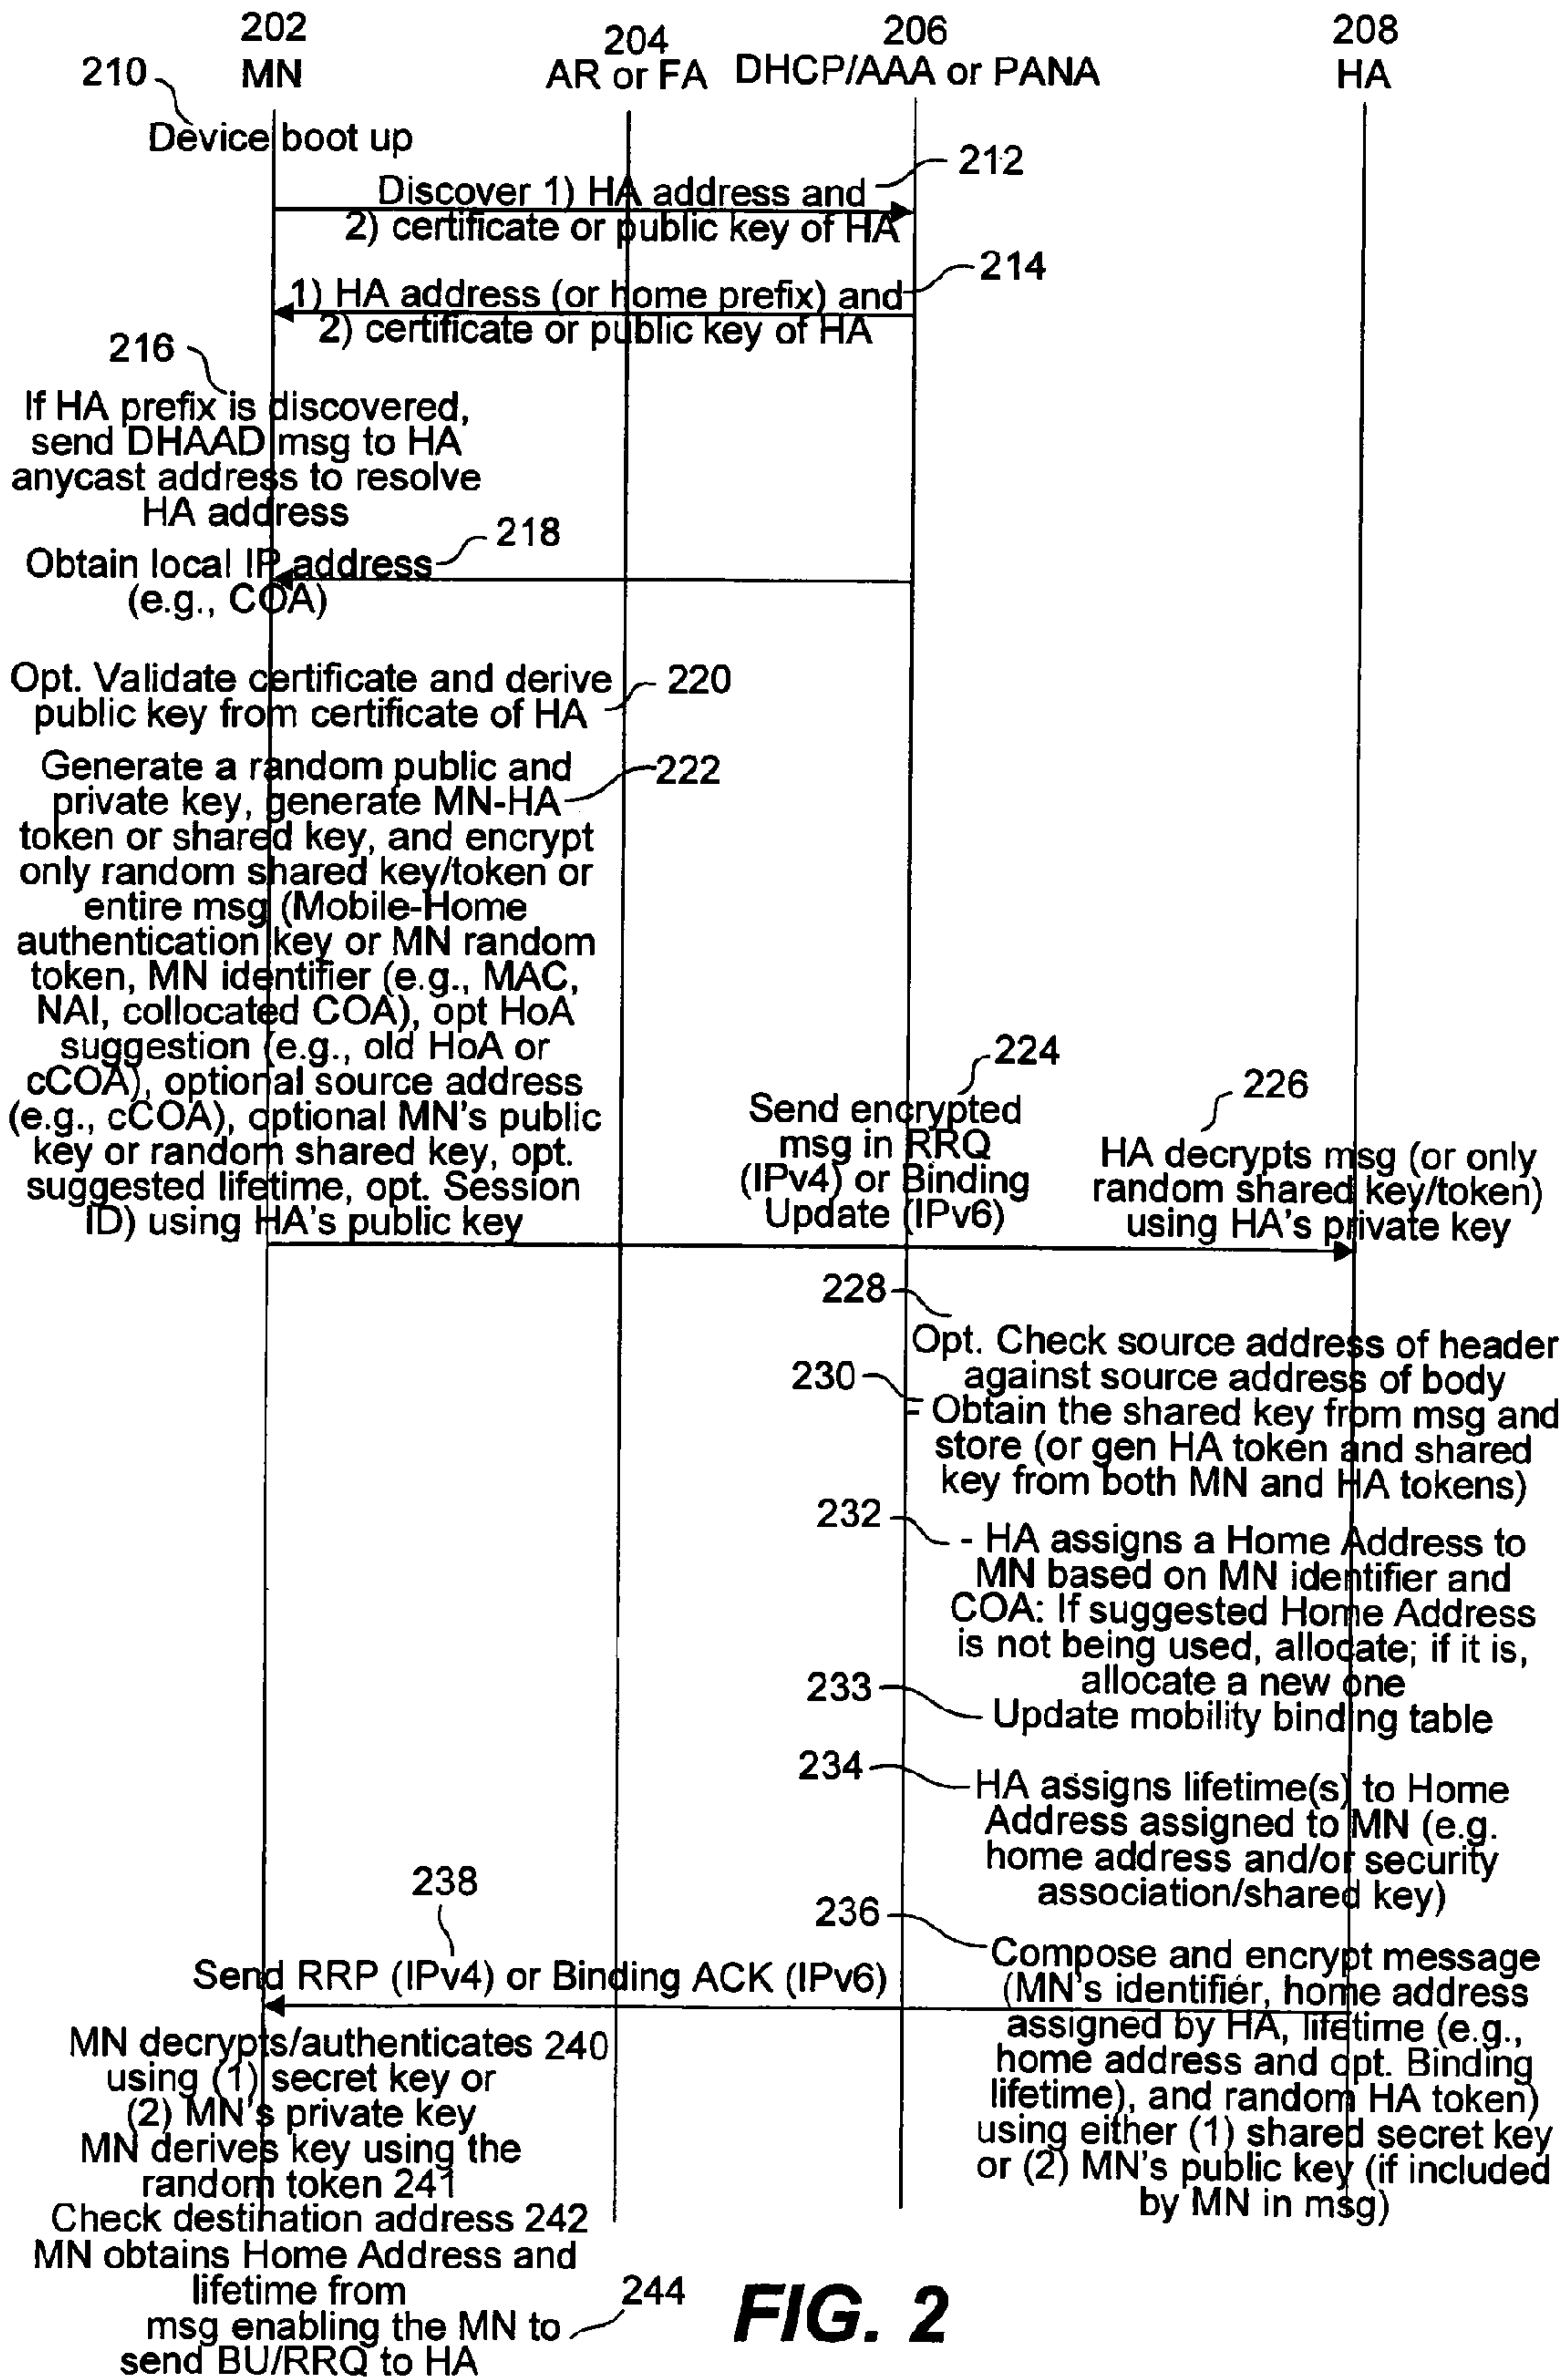 202
MN
204
AR or FA
206
DHCP/AAA or PANA
208
HA
210
Device boot up
212
Discover 1) HA address and
2) certificate or public key of HA
214
1) HA address (or home prefix) and
2) certificate or public key of HA
216
If HA prefix is discovered,
send DHAAD msg to HA
anycast address to resolve
HA address
218
Obtain local IP address
(e.g., COA)
Opt. Validate certificate and derive
public key from certificate of HA
220
Generate a random public and
private key, generate MN-HA
token or shared key, and encrypt
only random shared key/token or
entire msg (Mobile-Home
authentication key or MN random
token, MN identifier (e.g., MAC,
NAI, collocated COA), opt HoA
suggestion (e.g., old HoA or
cCOA), optional source address
(e.g., cCOA), optional MN's public
key or random shared key, opt.
suggested lifetime, opt. Session
ID) using HA's public key
222
224
Send encrypted
msg in RRQ
(IPv4) or Binding
Update (IPv6)
226
HA decrypts msg (or only
random shared key/token)
using HA's private key
228
Opt. Check source address of header
against source address of body
230
- Obtain the shared key from msg and
store (or gen HA token and shared
key from both MN and HA tokens)
232
- HA assigns a Home Address to
MN based on MN identifier and
COA: If suggested Home Address
is not being used, allocate; if it is,
allocate a new one
233
Update mobility binding table
234
HA assigns lifetime(s) to Home
Address assigned to MN (e.g.
home address and/or security
association/shared key)
236
Compose and encrypt message
(MN's identifier, home address
assigned by HA, lifetime (e.g.,
home address and opt. Binding
lifetime), and random HA token)
using either (1) shared secret key
or (2) MN's public key (if included
by MN in msg)
238
Send RRP (IPv4) or Binding ACK (IPv6)
MN decrypts/authenticates 240
using (1) secret key or
(2) MN's private key
MN derives key using the
random token 241
Check destination address 242
MN obtains Home Address and
lifetime from
msg enabling the MN to
send BU/RRQ to HA
244
FIG. 2